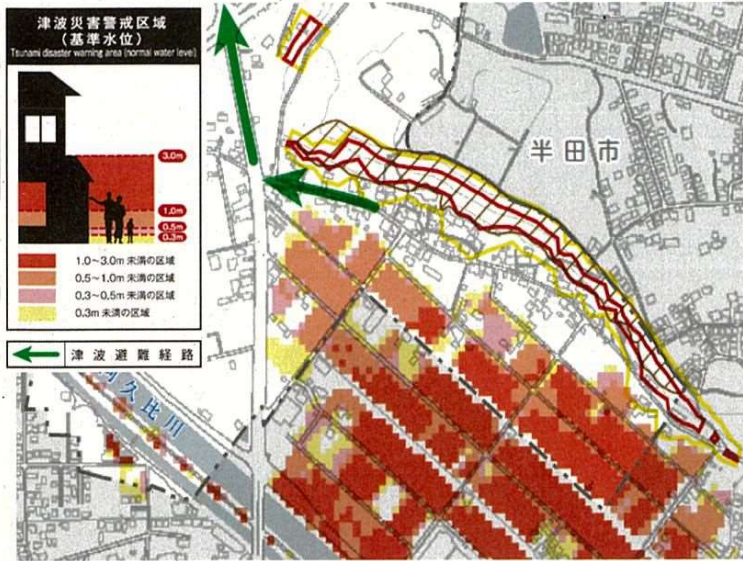 津波災害警戒区域
（基準水位）
Tsunami disaster warning area (normal water level)
3.0m
1.0m
0.5m
0.3m
1.0～3.0m 未満の区域
0.5～1.0m 未満の区域
0.3～0.5m 未満の区域
0.3m 未満の区域
津波避難経路
半田市
阿久比川